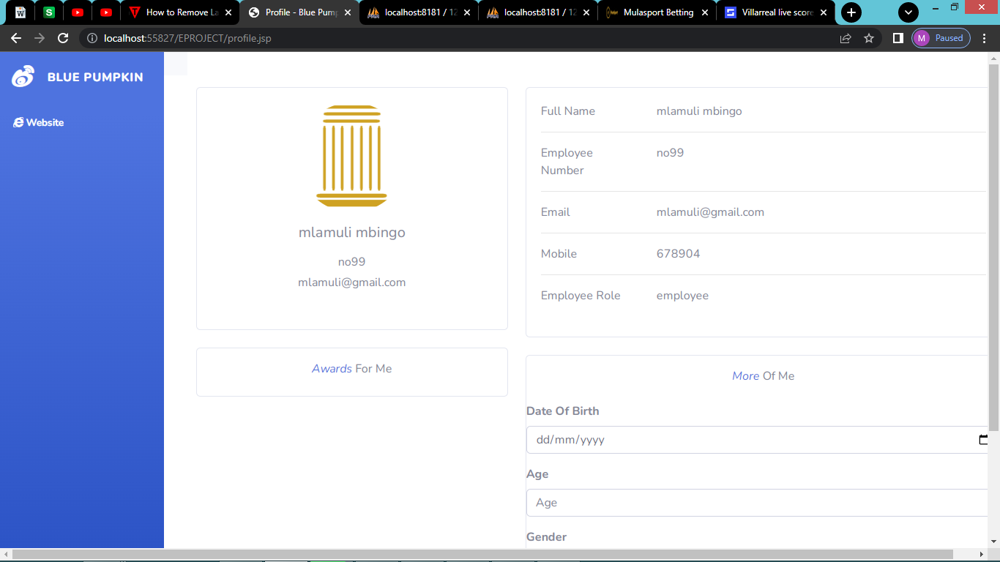 How to Remove La
Profile - Blue Pump
localhost:8181 / 12
localhost:8181 / 12
Mulasport Betting
Villarreal live score
localhost:55827/EPROJECT/profile.jsp
M Paused
BLUE PUMPKIN
Website
mlamuli mbingo
no99
mlamuli@gmail.com
Awards For Me
Full Name mlamuli mbingo
Employee Number no99
Email mlamuli@gmail.com
Mobile 678904
Employee Role employee
More Of Me
Date Of Birth
dd/mm/yyyy
Age
Age
Gender